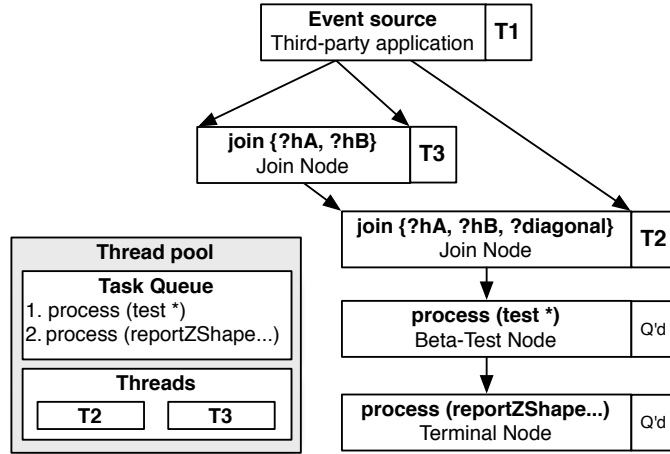 Event source
Third-party application
T1
join {?hA, ?hB}
Join Node
T3
join {?hA, ?hB, ?diagonal}
Join Node
T2
process (test *)
Beta-Test Node
Q'd
process (reportZShape...)
Terminal Node
Q'd
Thread pool
Task Queue
1. process (test *)
2. process (reportZShape...)
Threads
T2
T3